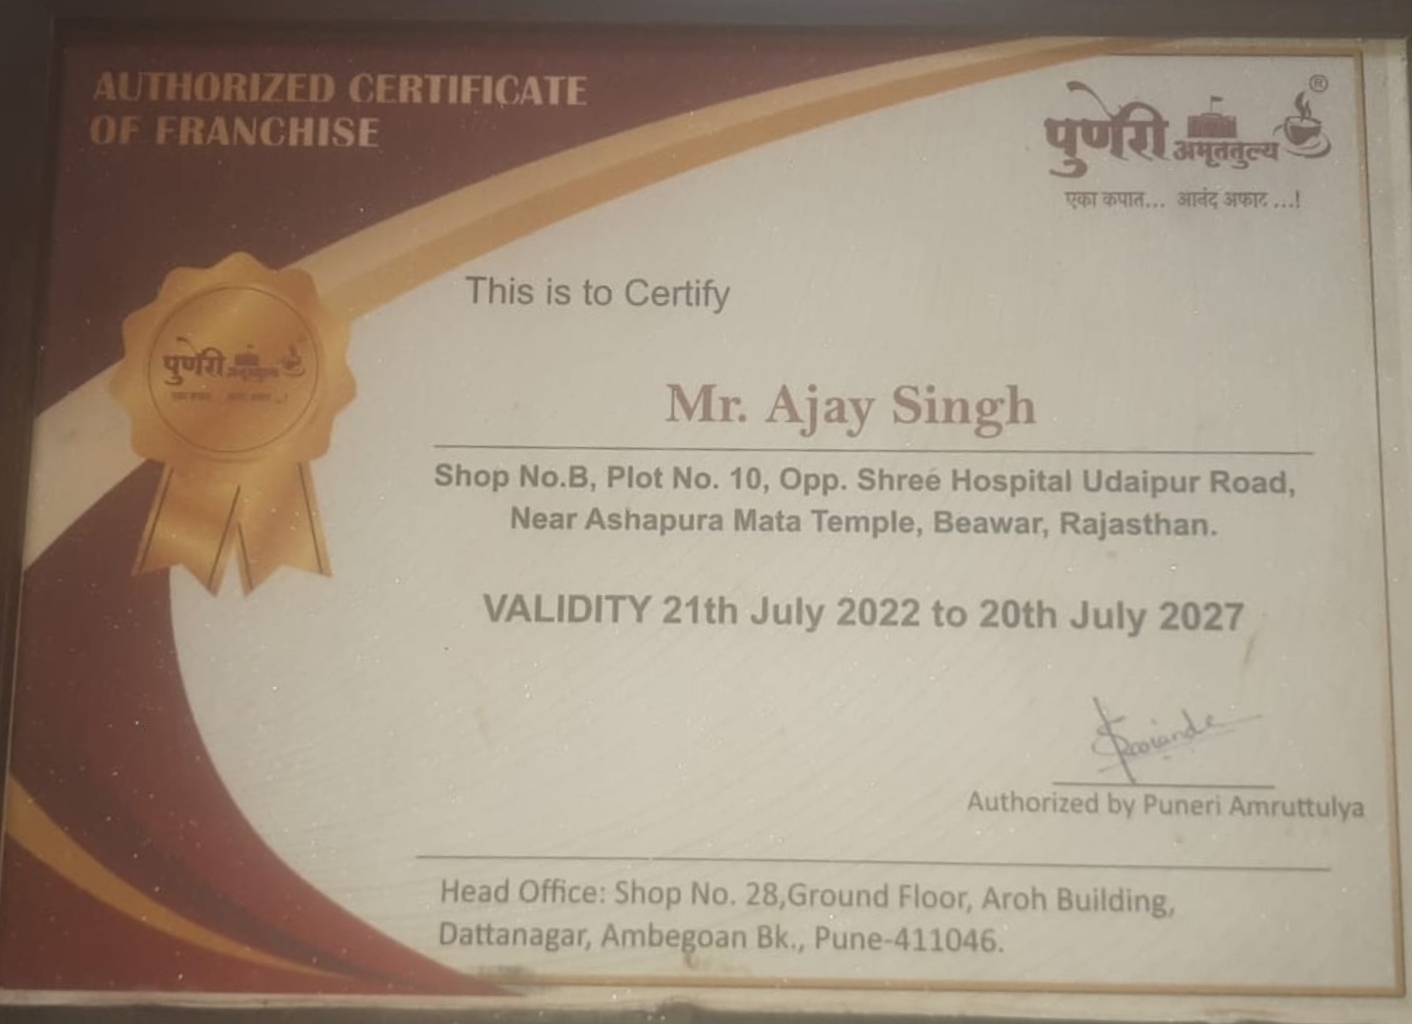 AUTHORIZED CERTIFICATE
OF FRANCHISE
पुणेरी अमृततुल्य ®
एका कपात... आनंद अफाट ...!
पुणेरी अमृततुल्य
This is to Certify
Mr. Ajay Singh
Shop No.B, Plot No. 10, Opp. Shree Hospital Udaipur Road,
Near Ashapura Mata Temple, Beawar, Rajasthan.
VALIDITY 21th July 2022 to 20th July 2027
Authorized by Puneri Amruttulya
Head Office: Shop No. 28,Ground Floor, Aroh Building,
Dattanagar, Ambegoan Bk., Pune-411046.